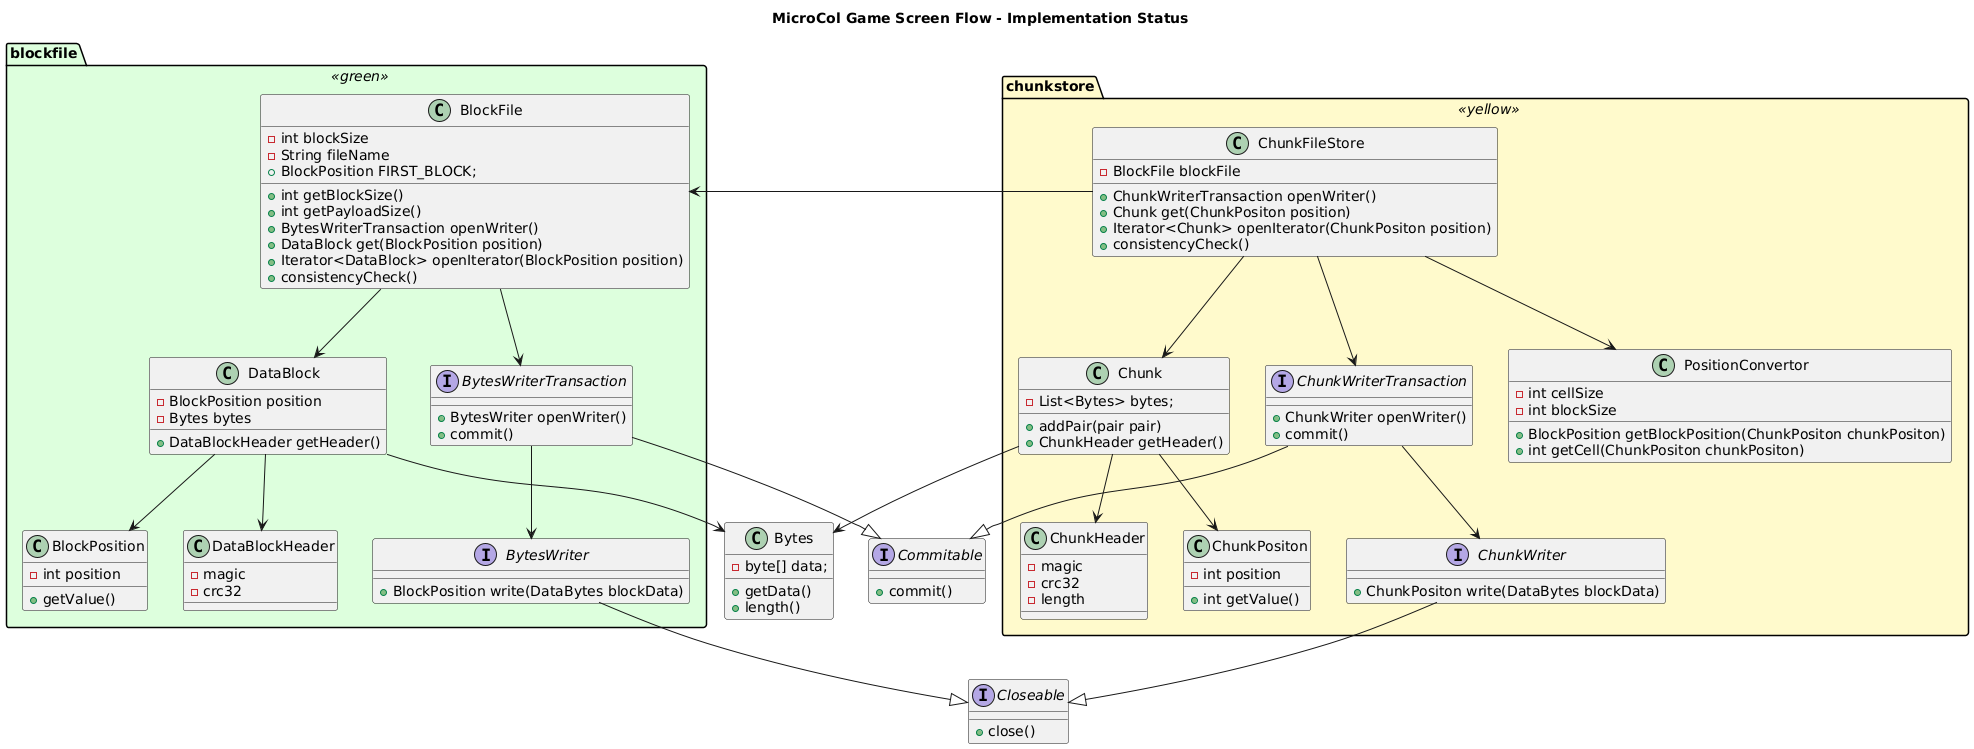 MicroCol Game Screen Flow - Implementation Status
blockfile
«green»
C BlockFile
int blockSize
String fileName
BlockPosition FIRST_BLOCK;
int getBlockSize()
int getPayloadSize()
BytesWriterTransaction openWriter()
DataBlock get(BlockPosition position)
Iterator<DataBlock> openIterator(BlockPosition position)
consistencyCheck()
C DataBlock
BlockPosition position
Bytes bytes
DataBlockHeader getHeader()
I BytesWriterTransaction
BytesWriter openWriter()
commit()
C BlockPosition
int position
getValue()
C DataBlockHeader
magic
crc32
I BytesWriter
BlockPosition write(DataBytes blockData)
C Bytes
byte[] data;
getData()
length()
I Commitable
commit()
chunkstore
«yellow»
C ChunkFileStore
BlockFile blockFile
ChunkWriterTransaction openWriter()
Chunk get(ChunkPositon position)
Iterator<Chunk> openIterator(ChunkPositon position)
consistencyCheck()
C Chunk
List<Bytes> bytes;
addPair(pair pair)
ChunkHeader getHeader()
I ChunkWriterTransaction
ChunkWriter openWriter()
commit()
C PositionConvertor
int cellSize
int blockSize
BlockPosition getBlockPosition(ChunkPositon chunkPositon)
int getCell(ChunkPositon chunkPositon)
C ChunkHeader
magic
crc32
length
C ChunkPositon
int position
int getValue()
I ChunkWriter
ChunkPositon write(DataBytes blockData)
I Closeable
close()